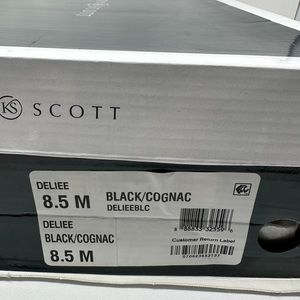 KS SCOTT
DELIEE
8.5 M
BLACK/COGNAC
DELIEEBLC
DELIEE
BLACK/COGNAC
8.5 M
Customer Return Label